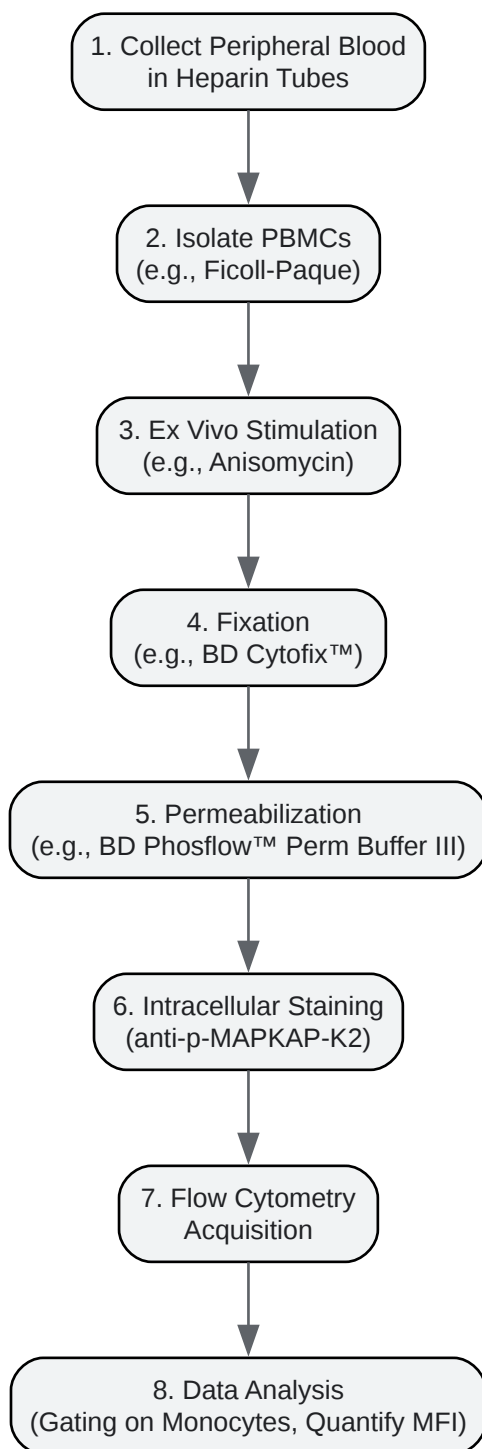 1. Collect Peripheral Blood
in Heparin Tubes
2. Isolate PBMCs
(e.g., Ficoll-Paque)
3. Ex Vivo Stimulation
(e.g., Anisomycin)
4. Fixation
(e.g., BD Cytofix™)
5. Permeabilization
(e.g., BD Phosflow™ Perm Buffer III)
6. Intracellular Staining
(anti-p-MAPKAP-K2)
7. Flow Cytometry
Acquisition
8. Data Analysis
(Gating on Monocytes, Quantify MFI)